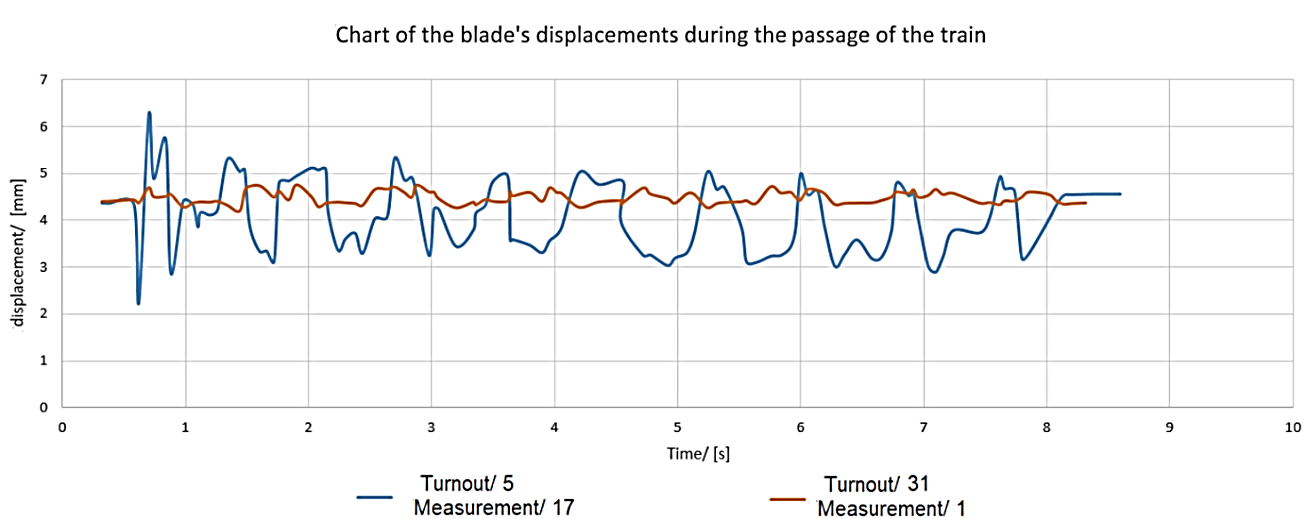 Chart of the blade's displacements during the passage of the train
7
6
5
4
3
2
1
0
displacement/ [mm]
0 1 2 3 4 5 6 7 8 9 10
Time/ [s]
Turnout/ 5
Measurement/ 17
Turnout/ 31
Measurement/ 1